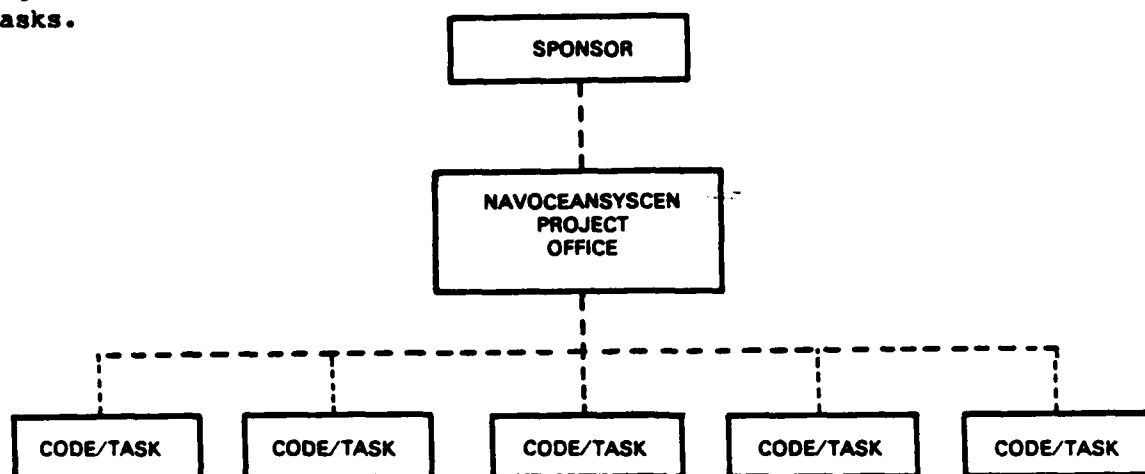 asks.
SPONSOR
NAVOCEANSYSCEN
PROJECT
OFFICE
CODE/TASK CODE/TASK CODE/TASK CODE/TASK CODE/TASK